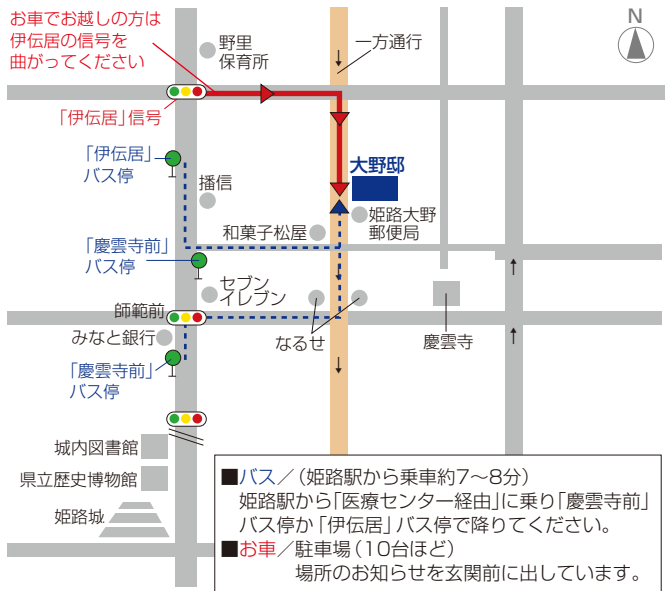 お車でお越しの方は
伊伝居の信号を
曲がってください
野里
保育所
一方通行
N
「伊伝居」信号
「伊伝居」
バス停
大野邸
播信
姫路大野
郵便局
和菓子松屋
「慶雲寺前」
バス停
セブン
イレブン
師範前
なるせ
慶雲寺
みなと銀行
「慶雲寺前」
バス停
城内図書館
県立歴史博物館
姫路城
■バス／（姫路駅から乗車約7〜8分）
姫路駅から「医療センター経由」に乗り「慶雲寺前」
バス停か「伊伝居」バス停で降りてください。
■お車／駐車場（10台ほど）
場所のお知らせを玄関前に出しています。